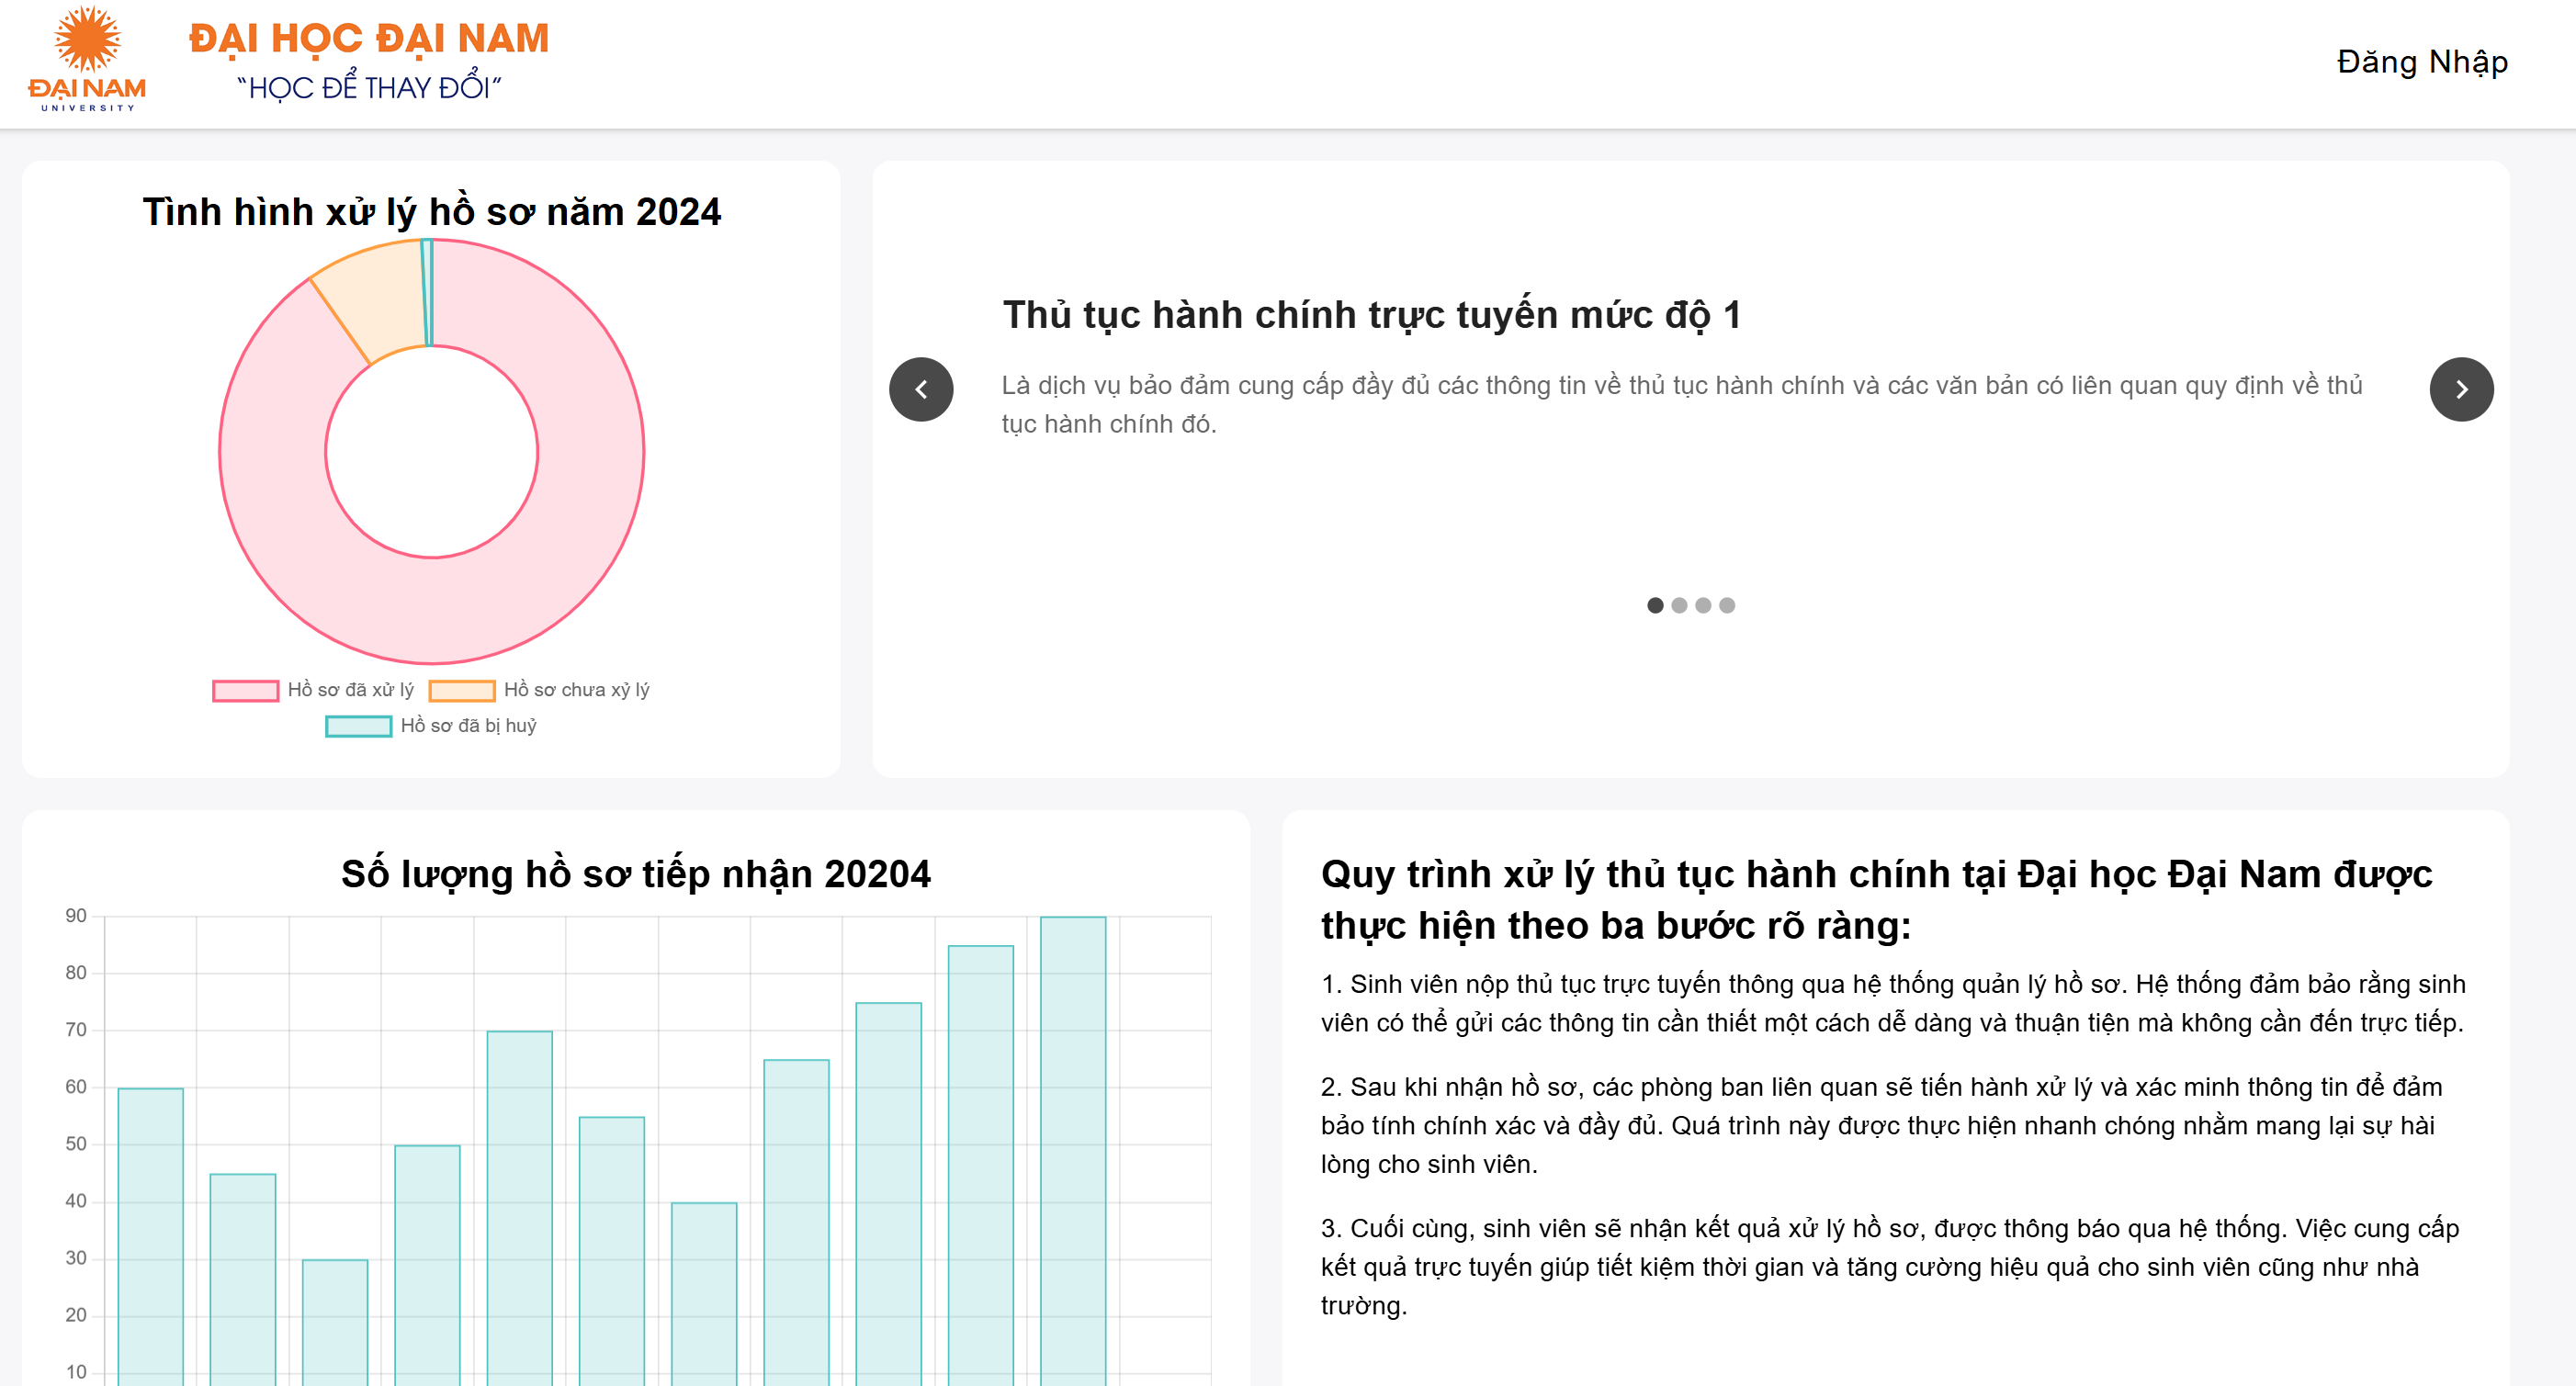 ĐẠI NAM
UNIVERSITY
ĐẠI HỌC ĐẠI NAM
“HỌC ĐỂ THAY ĐỔI”
Đăng Nhập
Tình hình xử lý hồ sơ năm 2024
Hồ sơ đã xử lý
Hồ sơ chưa xỷ lý
Hồ sơ đã bị huỷ
Thủ tục hành chính trực tuyến mức độ 1
Là dịch vụ bảo đảm cung cấp đầy đủ các thông tin về thủ tục hành chính và các văn bản có liên quan quy định về thủ
tục hành chính đó.
Số lượng hồ sơ tiếp nhận 20204
90
80
70
60
50
40
30
20
10
Quy trình xử lý thủ tục hành chính tại Đại học Đại Nam được
thực hiện theo ba bước rõ ràng:
1. Sinh viên nộp thủ tục trực tuyến thông qua hệ thống quản lý hồ sơ. Hệ thống đảm bảo rằng sinh
viên có thể gửi các thông tin cần thiết một cách dễ dàng và thuận tiện mà không cần đến trực tiếp.
2. Sau khi nhận hồ sơ, các phòng ban liên quan sẽ tiến hành xử lý và xác minh thông tin để đảm
bảo tính chính xác và đầy đủ. Quá trình này được thực hiện nhanh chóng nhằm mang lại sự hài
lòng cho sinh viên.
3. Cuối cùng, sinh viên sẽ nhận kết quả xử lý hồ sơ, được thông báo qua hệ thống. Việc cung cấp
kết quả trực tuyến giúp tiết kiệm thời gian và tăng cường hiệu quả cho sinh viên cũng như nhà
trường.